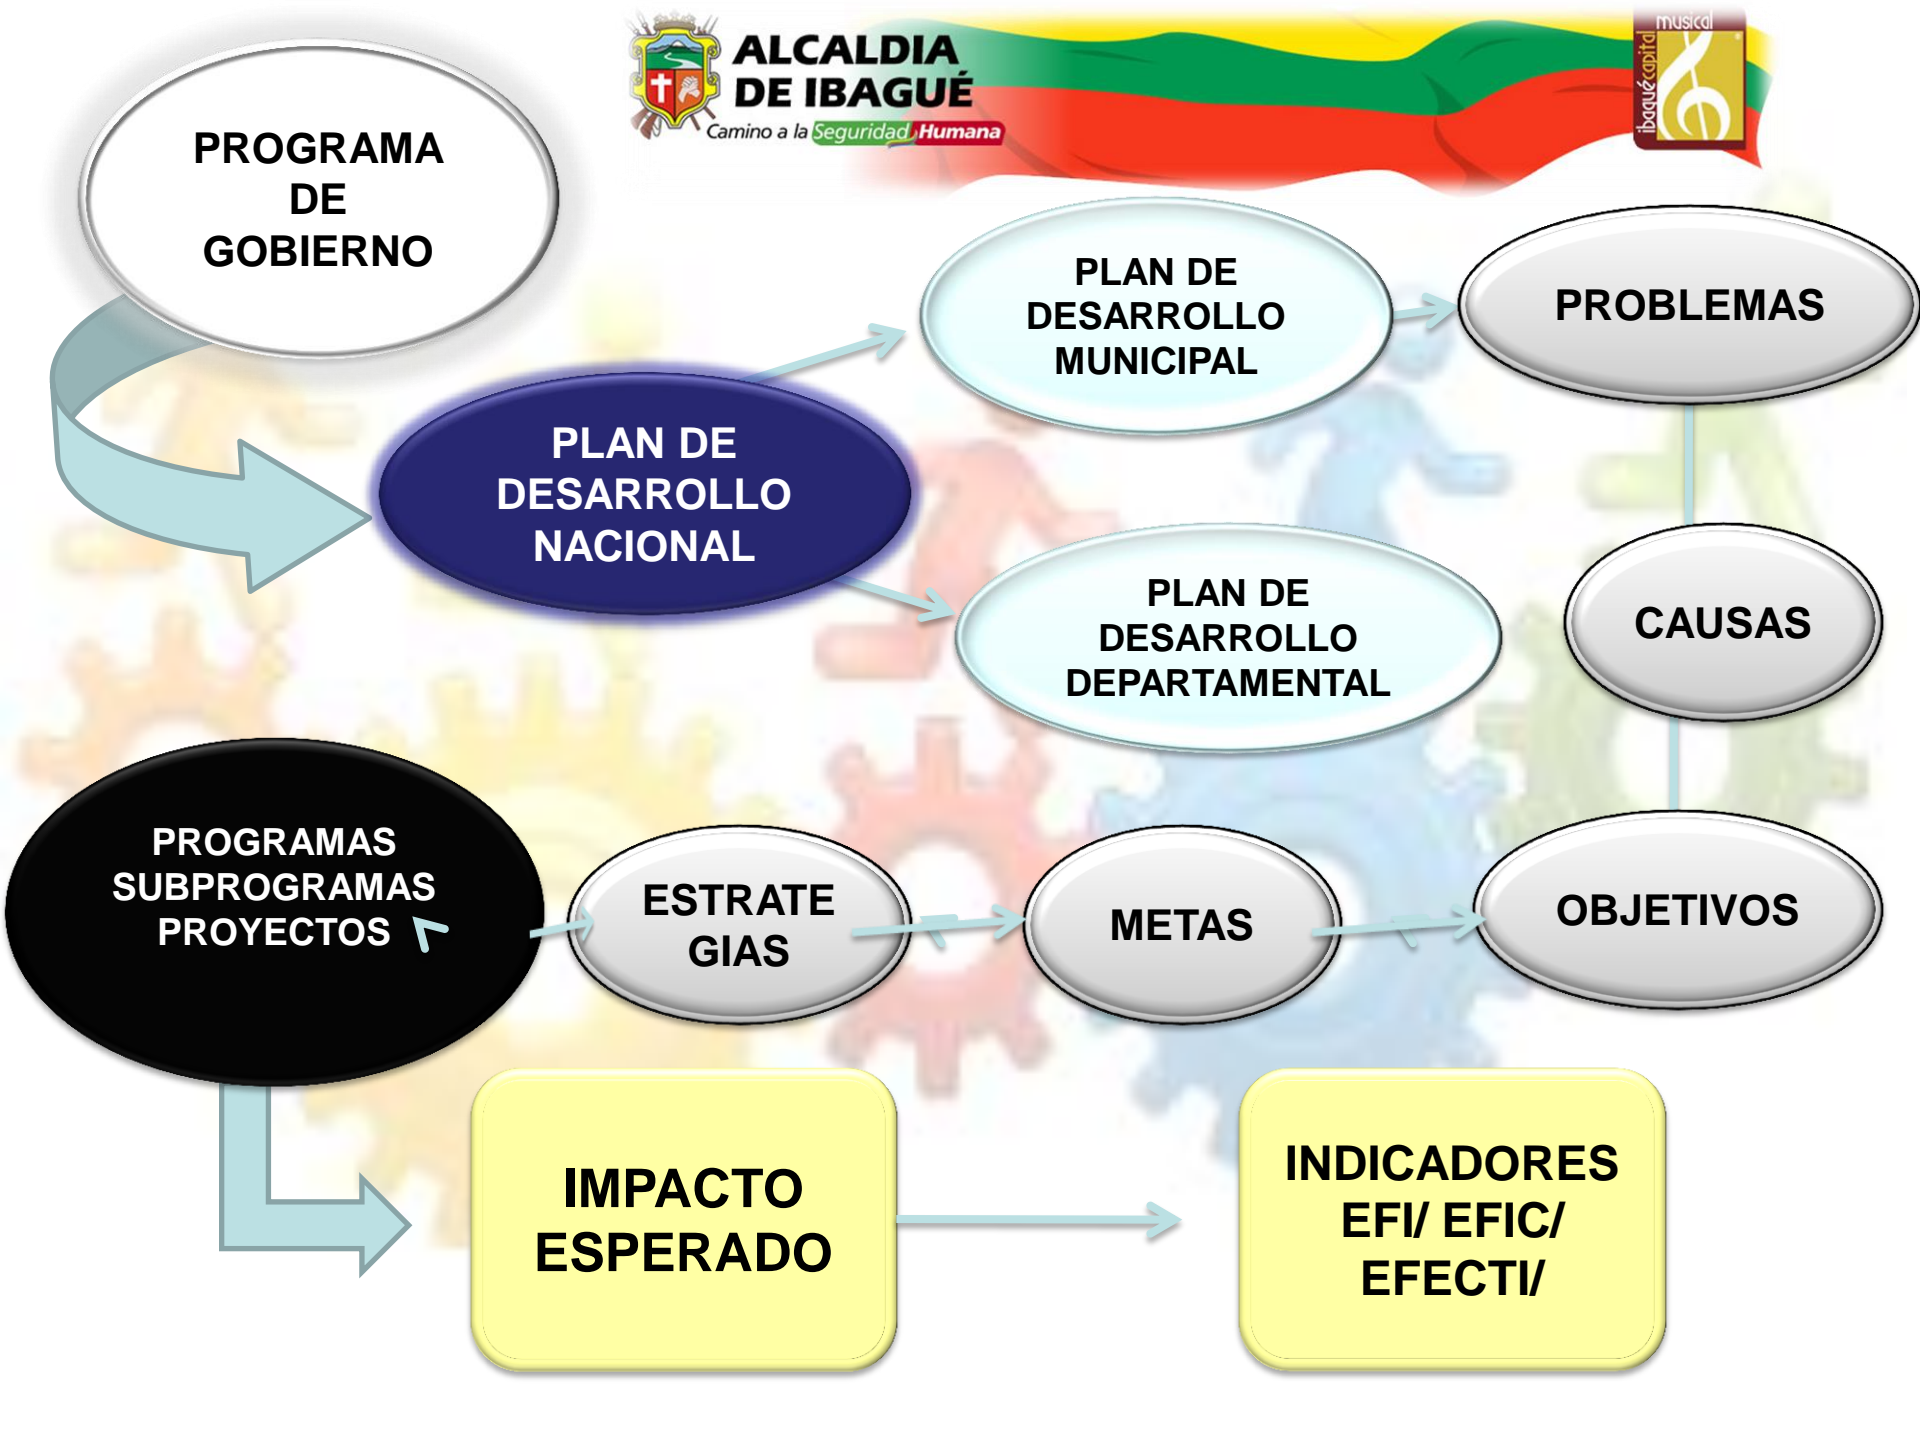 ALCALDIA
DE IBAGUÉ
Camino a la Seguridad Humana
musical
ibagué capital
PROGRAMA
DE
GOBIERNO
PLAN DE
DESARROLLO
MUNICIPAL
PROBLEMAS
PLAN DE
DESARROLLO
NACIONAL
PLAN DE
DESARROLLO
DEPARTAMENTAL
CAUSAS
PROGRAMAS
SUBPROGRAMAS
PROYECTOS
ESTRATE
GIAS
METAS
OBJETIVOS
IMPACTO
ESPERADO
INDICADORES
EFI/ EFIC/
EFECTI/